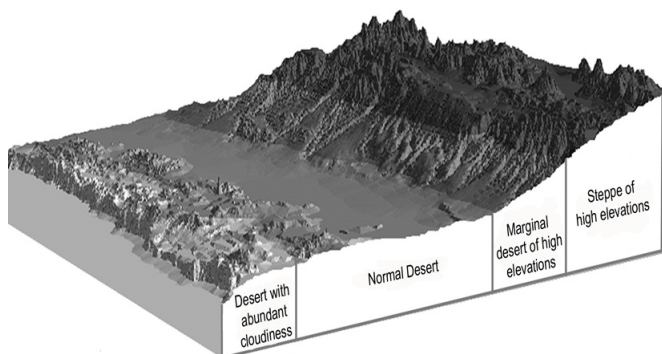 Desert with
abundant
cloudiness
Normal Desert
Marginal
desert of high
elevations
Steppe of
high elevations